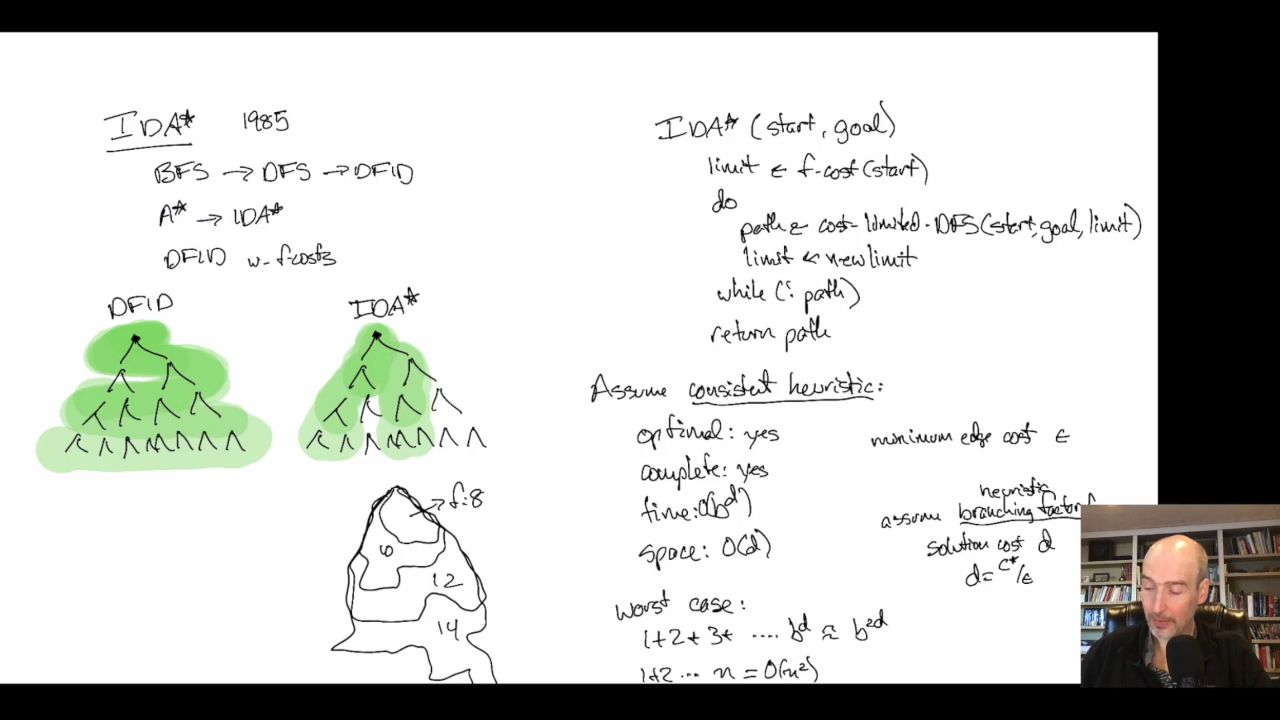 IDA* 1985
BFS → DFS → DFID
A* → IDA*
DFID w- f-costs
DFID
IDA*
f:8
10
12
14
IDA* (start, goal)
limit ← f-cost(start)
do
path ← cost-limited-DFS(start, goal, limit)
limit ← new limit
while (! path)
return path
Assume consistent heuristic:
optimal: yes
complete: yes
time: O(b^d)
space: O(d)
minimum edge cost ε
heuristic
assume branching factor
solution cost d
d = C*/ε
Worst case:
1+2+3+ .... b^d ≈ b^2d
1+2 ... n = O(n²)